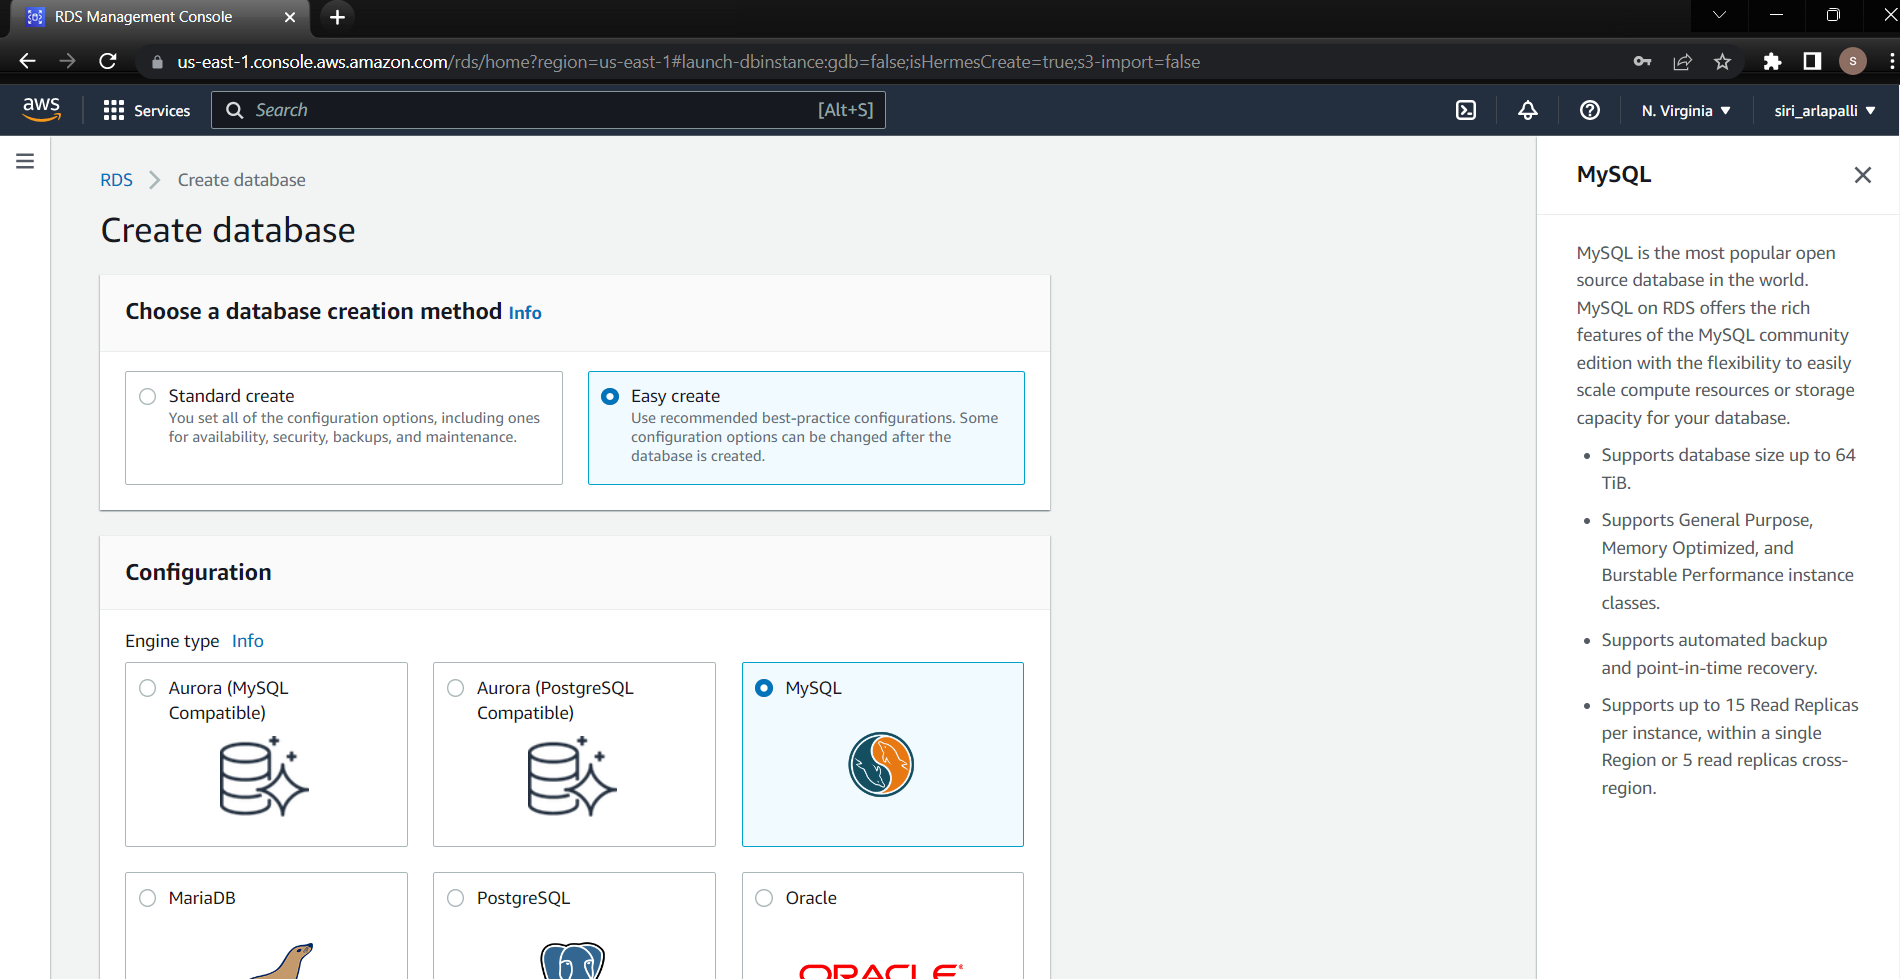 RDS Management Console
us-east-1.console.aws.amazon.com/rds/home?region=us-east-1#launch-dbinstance:gdb=false;isHermesCreate=true;s3-import=false
S
aws
Services
Search
[Alt+S]
N. Virginia
siri_arlapalli
RDS
Create database
Create database
Choose a database creation method Info
Standard create
You set all of the configuration options, including ones
for availability, security, backups, and maintenance.
Easy create
Use recommended best-practice configurations. Some
configuration options can be changed after the
database is created.
Configuration
Engine type Info
Aurora (MySQL
Compatible)
Aurora (PostgreSQL
Compatible)
MySQL
MariaDB
PostgreSQL
Oracle
ORACLE®
MySQL
MySQL is the most popular open
source database in the world.
MySQL on RDS offers the rich
features of the MySQL community
edition with the flexibility to easily
scale compute resources or storage
capacity for your database.
• Supports database size up to 64
TiB.
• Supports General Purpose,
Memory Optimized, and
Burstable Performance instance
classes.
• Supports automated backup
and point-in-time recovery.
• Supports up to 15 Read Replicas
per instance, within a single
Region or 5 read replicas cross-
region.